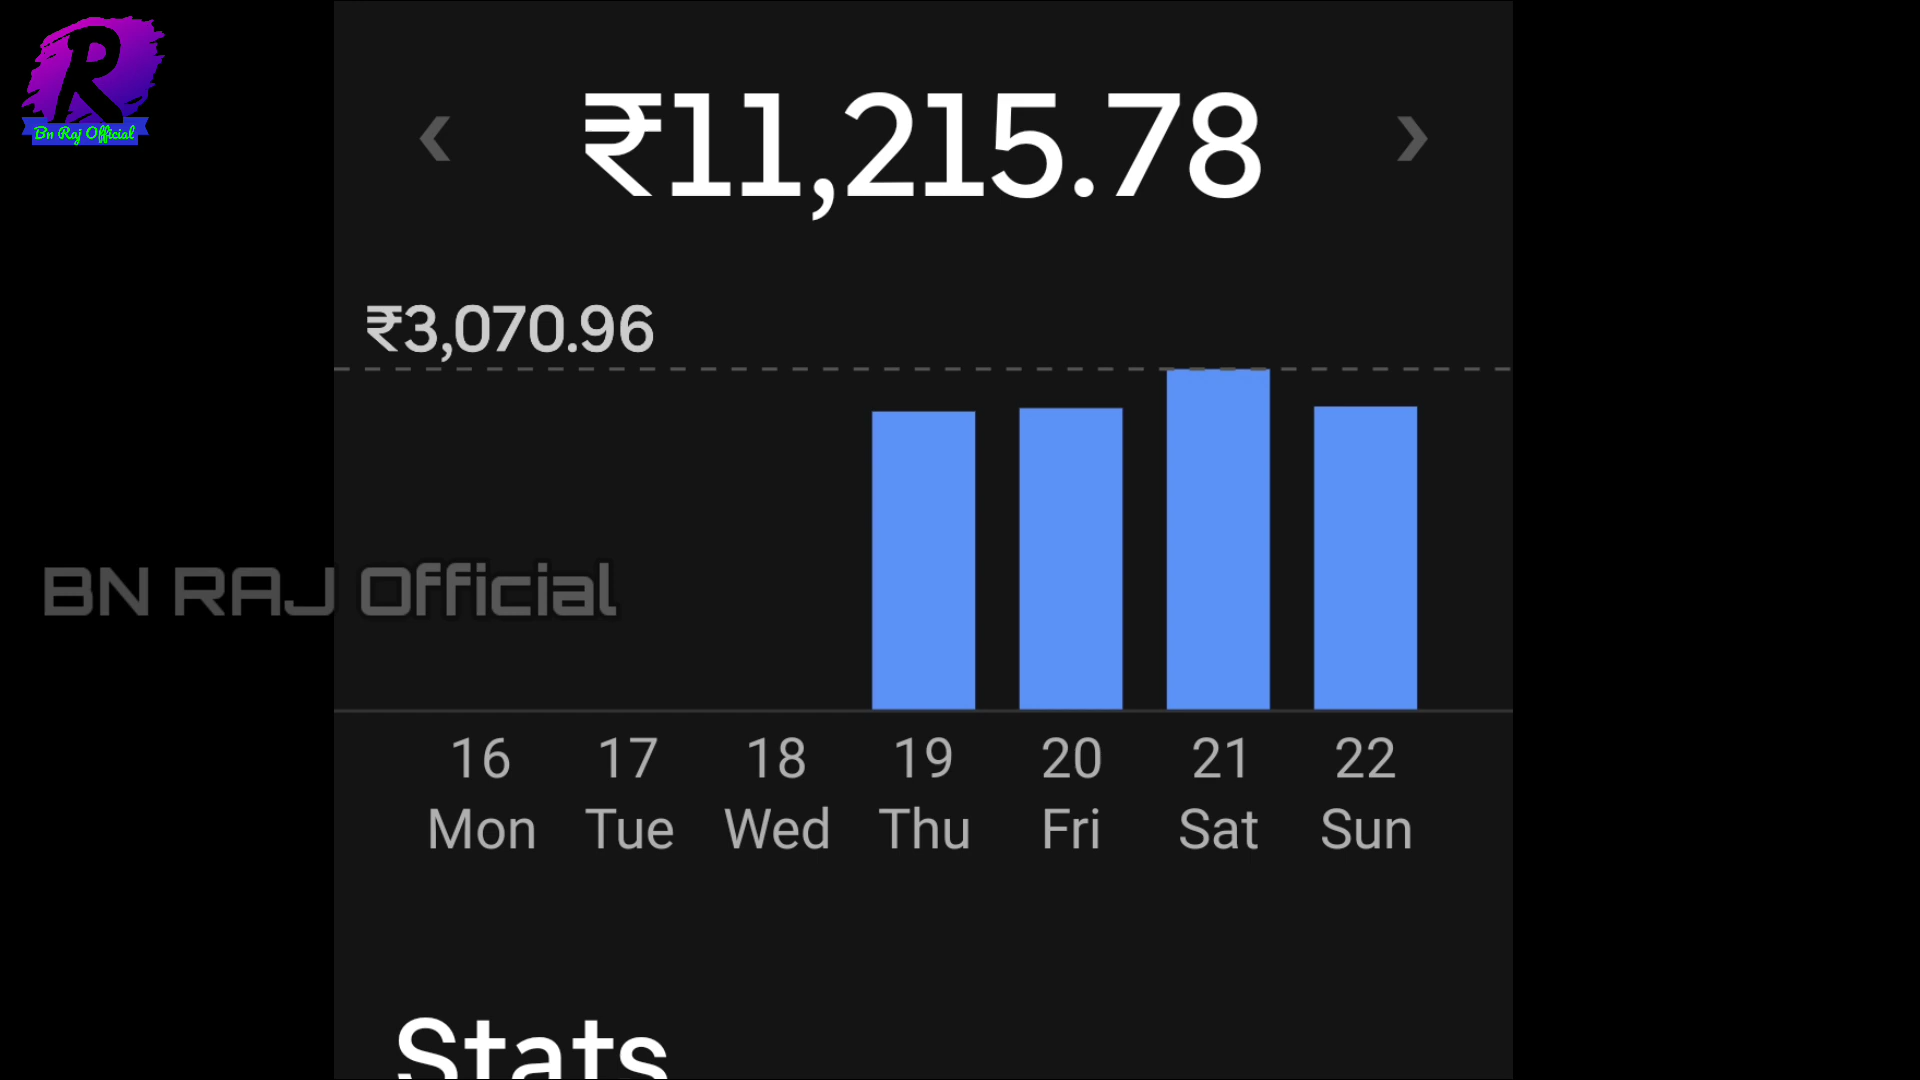 R
Bn Raj Official
₹11,215.78
₹3,070.96
BN RAJ Official
16 17 18 19 20 21 22
Mon Tue Wed Thu Fri Sat Sun
Stats